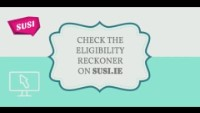 SUSI
CHECK THE
ELIGIBILITY
RECKONER
ON SUSI.IE